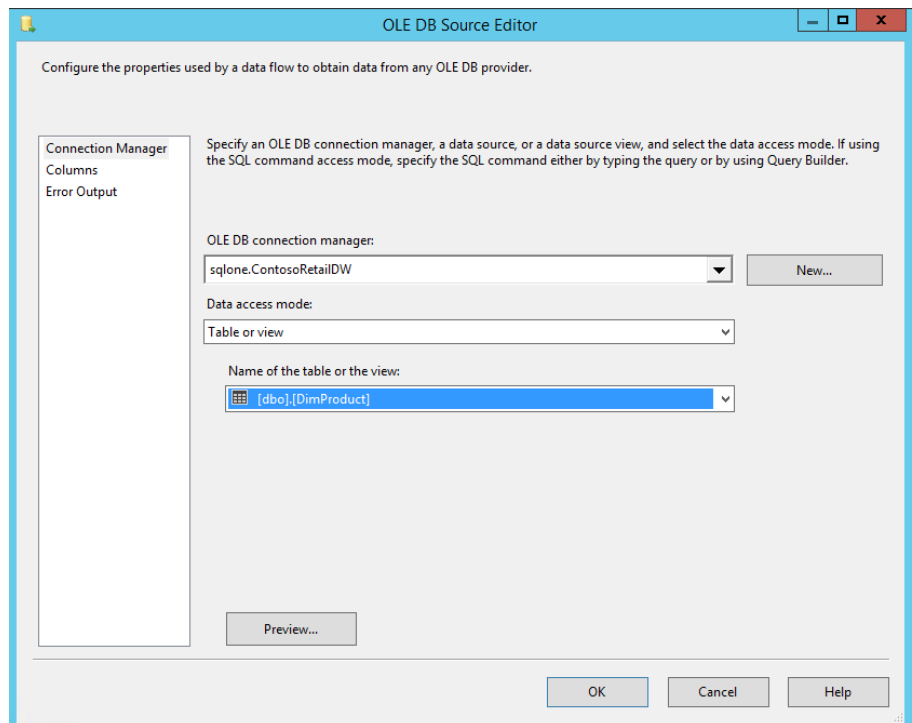 OLE DB Source Editor
Configure the properties used by a data flow to obtain data from any OLE DB provider.
Connection Manager
Columns
Error Output
Specify an OLE DB connection manager, a data source, or a data source view, and select the data access mode. If using
the SQL command access mode, specify the SQL command either by typing the query or by using Query Builder.
OLE DB connection manager:
sqlone.ContosoRetailDW
New...
Data access mode:
Table or view
Name of the table or the view:
[dbo].[DimProduct]
Preview...
OK
Cancel
Help